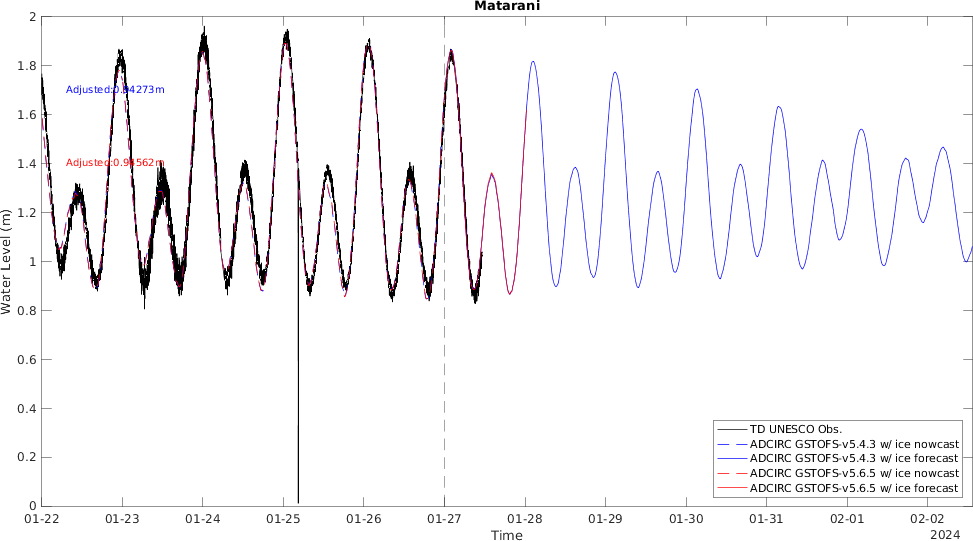 Matarani
2
1.8
1.6
1.4
1.2
1
0.8
0.6
0.4
0.2
0
Water Level (m)
Adjusted:0.94273m
Adjusted:0.94562m
TD UNESCO Obs.
ADCIRC GSTOFS-v5.4.3 w/ ice nowcast
ADCIRC GSTOFS-v5.4.3 w/ ice forecast
ADCIRC GSTOFS-v5.6.5 w/ ice nowcast
ADCIRC GSTOFS-v5.6.5 w/ ice forecast
01-22 01-23 01-24 01-25 01-26 01-27 01-28 01-29 01-30 01-31 02-01 02-02
Time
2024